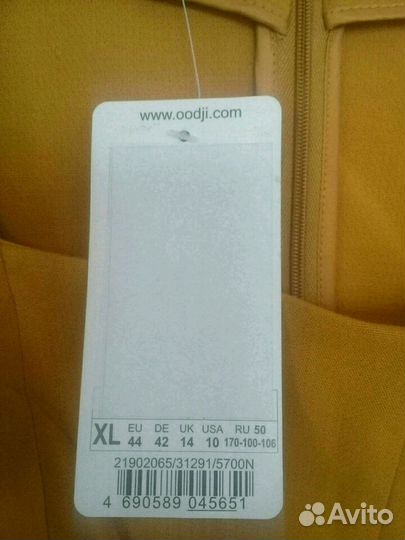 www.oodji.com
XL EU DE UK USA RU 50
44 42 14 10 170-100-106
21902065/31291/5700N
4 690589 045651
Avito